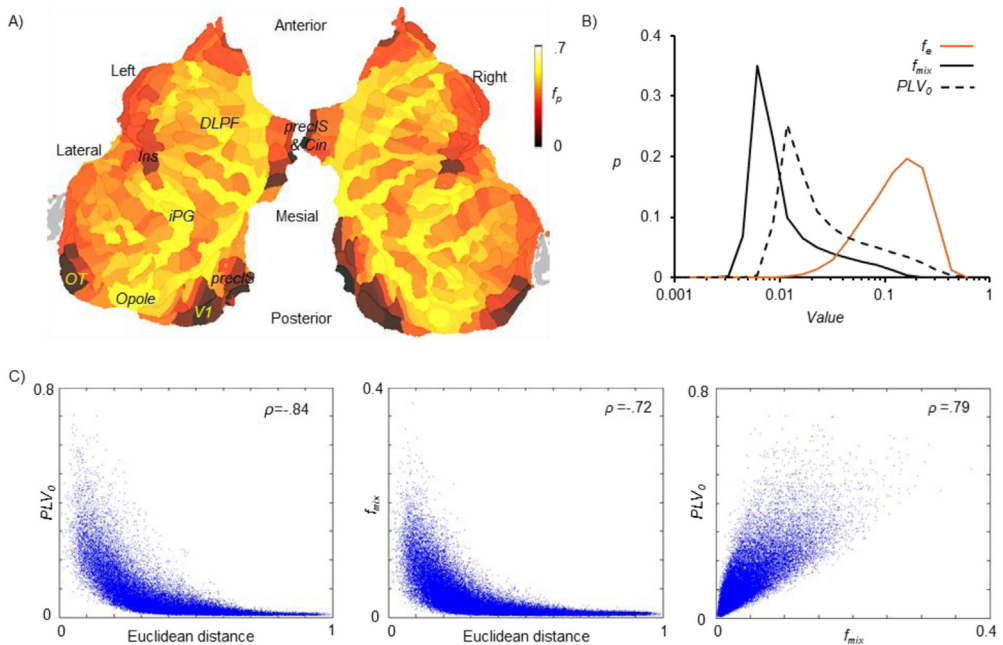 A)
Anterior
Left
Right
.7
f_p
0
DLPF
precIS
& Cin
Lateral
Ins
iPG
Mesial
OT
precIS
Opole
V1
Posterior
B)
0.4
0.3
0.2
0.1
0
p
f_e
f_mix
PLV_0
0.001
0.01
0.1
1
Value
C)
0.8
PLV_0
0
ρ=-.84
0
Euclidean distance
1
0.4
f_mix
0
ρ=-.72
0
Euclidean distance
1
0.8
PLV_0
0
ρ=.79
0
f_mix
0.4